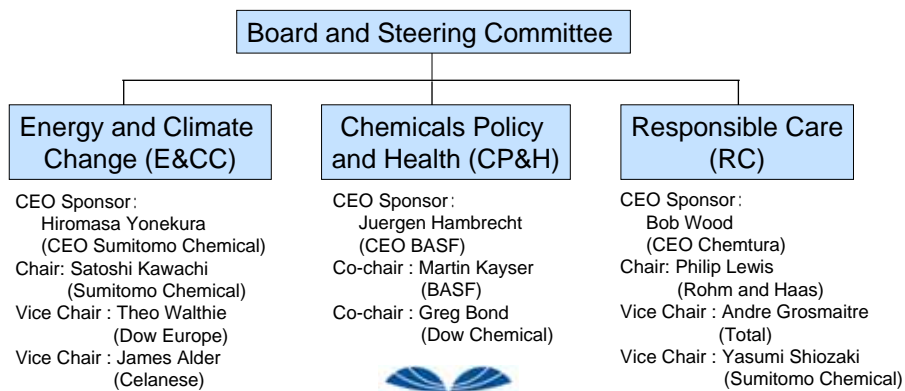 Board and Steering Committee
Energy and Climate
Change (E&CC)
CEO Sponsor:
Hiromasa Yonekura
(CEO Sumitomo Chemical)
Chair: Satoshi Kawachi
(Sumitomo Chemical)
Vice Chair : Theo Walthie
(Dow Europe)
Vice Chair : James Alder
(Celanese)
Chemicals Policy
and Health (CP&H)
CEO Sponsor:
Juergen Hambrecht
(CEO BASF)
Co-chair : Martin Kayser
(BASF)
Co-chair : Greg Bond
(Dow Chemical)
Responsible Care
(RC)
CEO Sponsor:
Bob Wood
(CEO Chemtura)
Chair: Philip Lewis
(Rohm and Haas)
Vice Chair : Andre Grosmaitre
(Total)
Vice Chair : Yasumi Shiozaki
(Sumitomo Chemical)